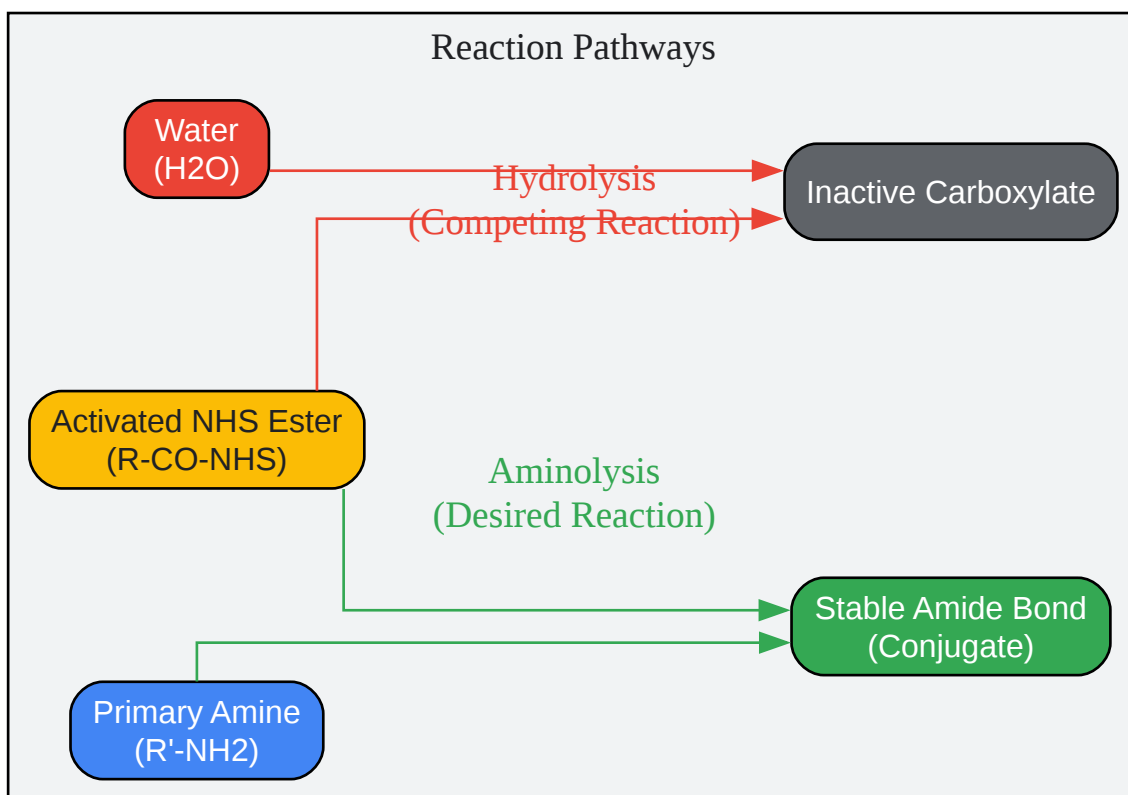 Reaction Pathways
Water
(H2O)
Hydrolysis
(Competing Reaction)
Inactive Carboxylate
Activated NHS Ester
(R-CO-NHS)
Aminolysis
(Desired Reaction)
Stable Amide Bond
(Conjugate)
Primary Amine
(R'-NH2)